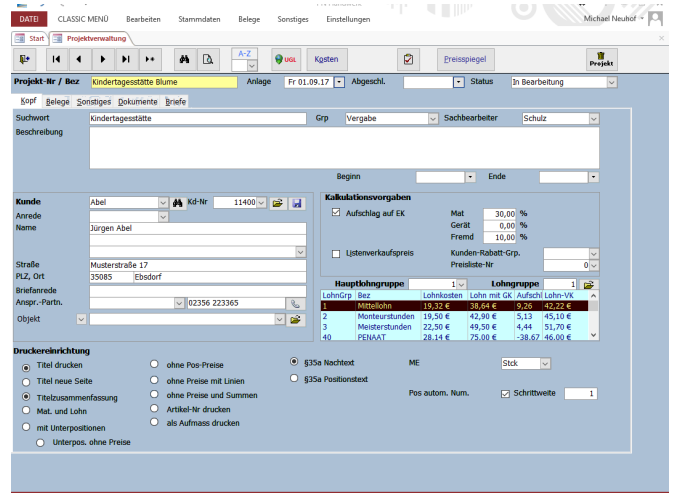 DATEI CLASSIC MENÜ Bearbeiten Stammdaten Belege Sonstiges Einstellungen Michael Neuhof
Start Projektverwaltung
A-Z UGL Kosten Preisspiegel Projekt
Projekt-Nr / Bez Kindertagesstätte Blume Anlage Fr 01.09.17 Abgeschl. Status In Bearbeitung
Kopf Belege Sonstiges Dokumente Briefe
Suchwort Kindertagesstätte Grp Vergabe Sachbearbeiter Schulz
Beschreibung
Beginn Ende
Kunde Abel Kd-Nr 11400
Anrede
Name Jürgen Abel
Straße Musterstraße 17
PLZ, Ort 35085 Ebsdorf
Briefanrede
Anspr.-Partn. 02356 223365
Objekt
Kalkulationsvorgaben
Aufschlag auf EK Mat 30,00 %
Gerät 0,00 %
Fremd 10,00 %
Listenverkaufspreis Kunden-Rabatt-Grp.
Preisliste-Nr 0
Hauptlohngruppe 1 Lohngruppe 1
LohnGrp Bez Lohnkosten Lohn mit GK Aufschl Lohn-VK
1 Mittellohn 19,32 € 38,64 € 9,26 42,22 €
2 Monteurstunden 19,50 € 42,90 € 5,13 45,10 €
3 Meisterstunden 22,50 € 49,50 € 4,44 51,70 €
40 PENAAT 28,14 € 75,00 € -38,67 46,00 €
Druckereinrichtung
Titel drucken ohne Pos-Preise §35a Nachtext ME Stck
Titel neue Seite ohne Preise mit Linien §35a Positionstext
Titelzusammenfassung ohne Preise und Summen Pos autom. Num. Schrittweite 1
Mat. und Lohn Artikel-Nr drucken
mit Unterpositionen als Aufmass drucken
Unterpos. ohne Preise